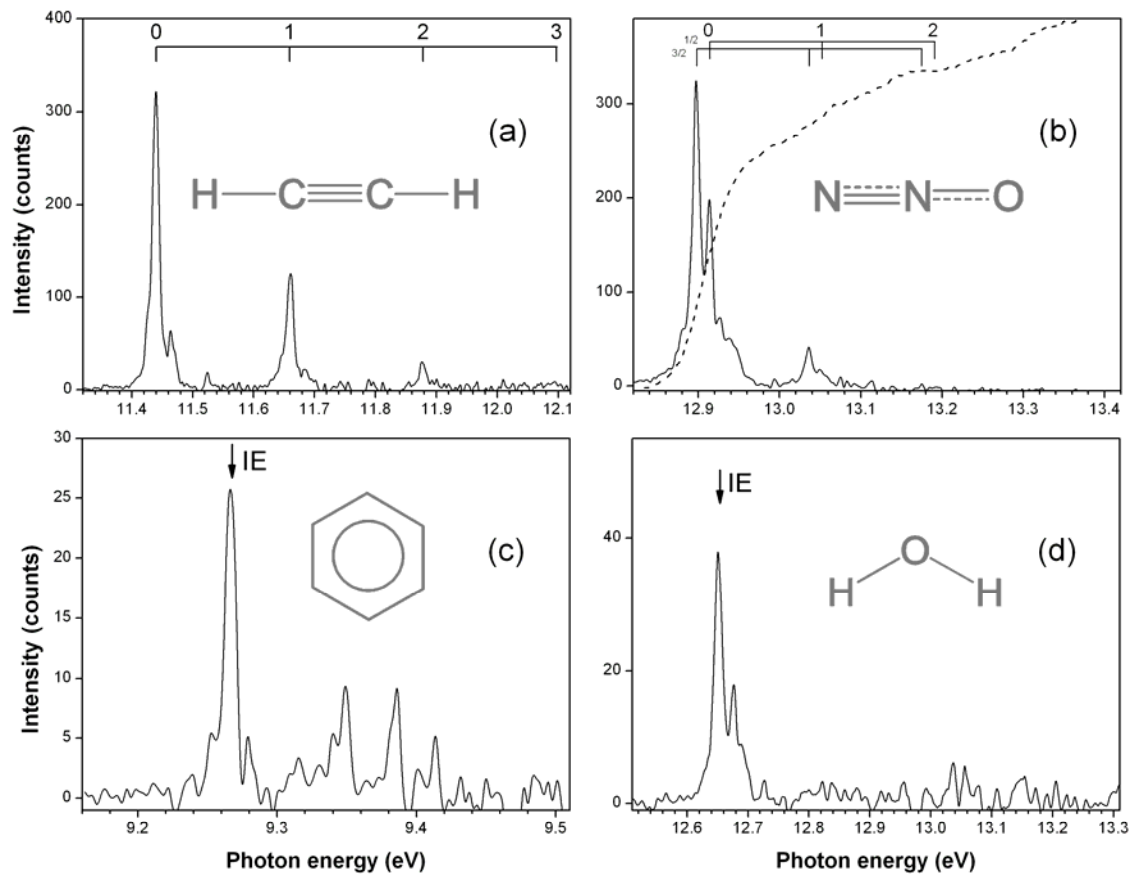 0 1 2 3
400
300
200
100
0
Intensity (counts)
(a)
H C C H
11.4 11.5 11.6 11.7 11.8 11.9 12.0 12.1
0 1 2
1/2
3/2
300
200
100
0
(b)
N N O
12.9 13.0 13.1 13.2 13.3 13.4
30
25
20
15
10
5
0
Intensity (counts)
IE
(c)
9.2 9.3 9.4 9.5
Photon energy (eV)
40
20
0
IE
(d)
O
H H
12.6 12.7 12.8 12.9 13.0 13.1 13.2 13.3
Photon energy (eV)